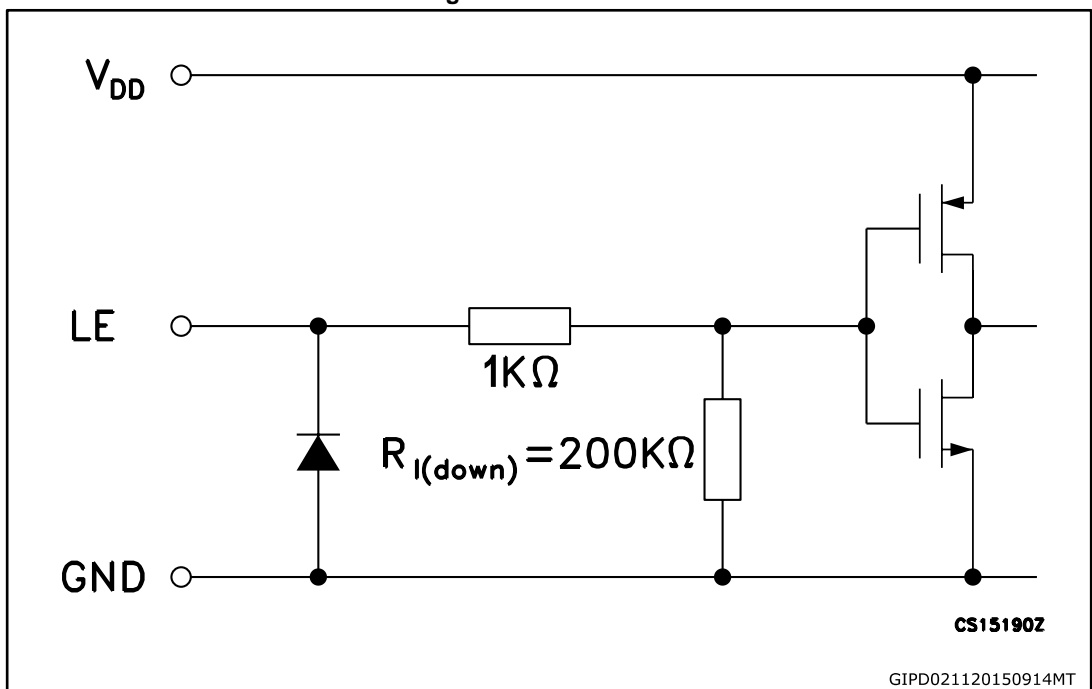 V_DD
LE
1KΩ
R_I(down) =200KΩ
GND
CS15190Z
GIPD021120150914MT